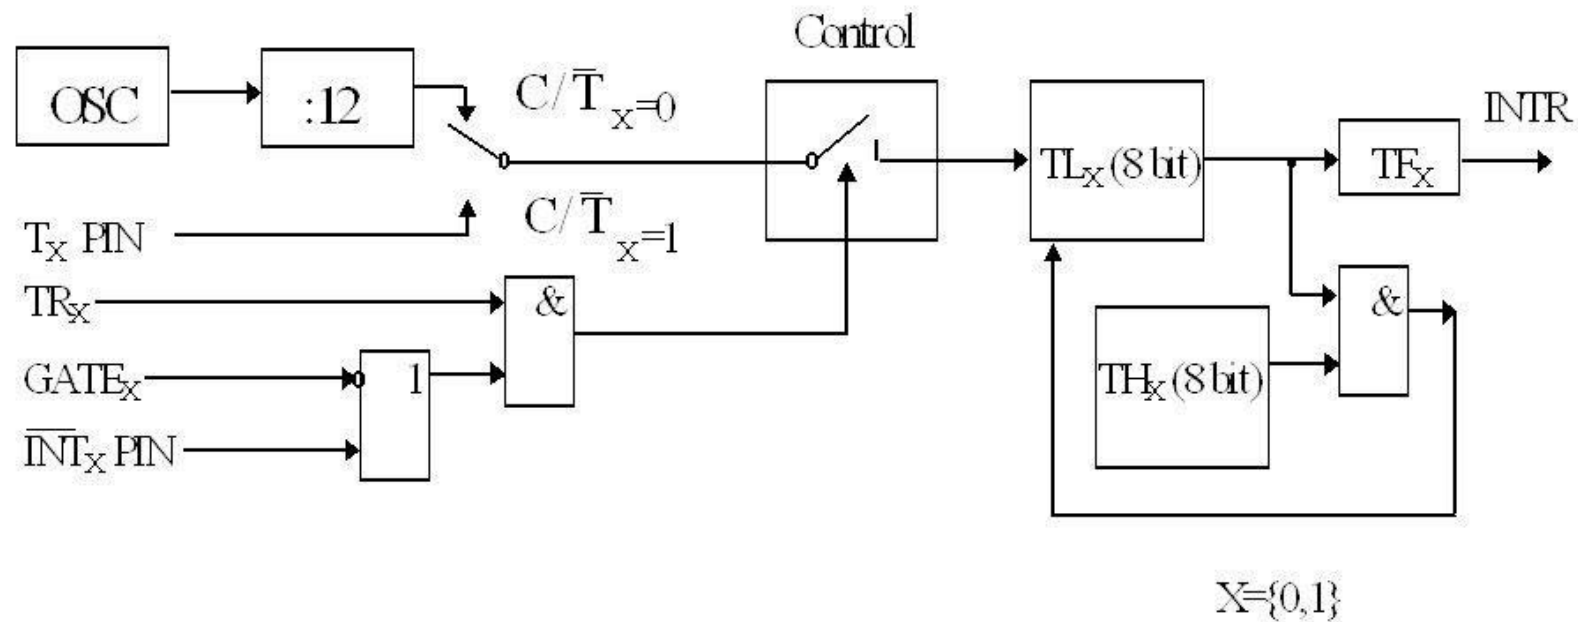 Control
OSC
:12
C/T̅X=0
INTR
TLX (8 bit)
TFX
TX PIN
C/T̅X=1
TRX
&
&
GATEX
1
THX (8 bit)
I̅N̅T̅X PIN
X={0,1}